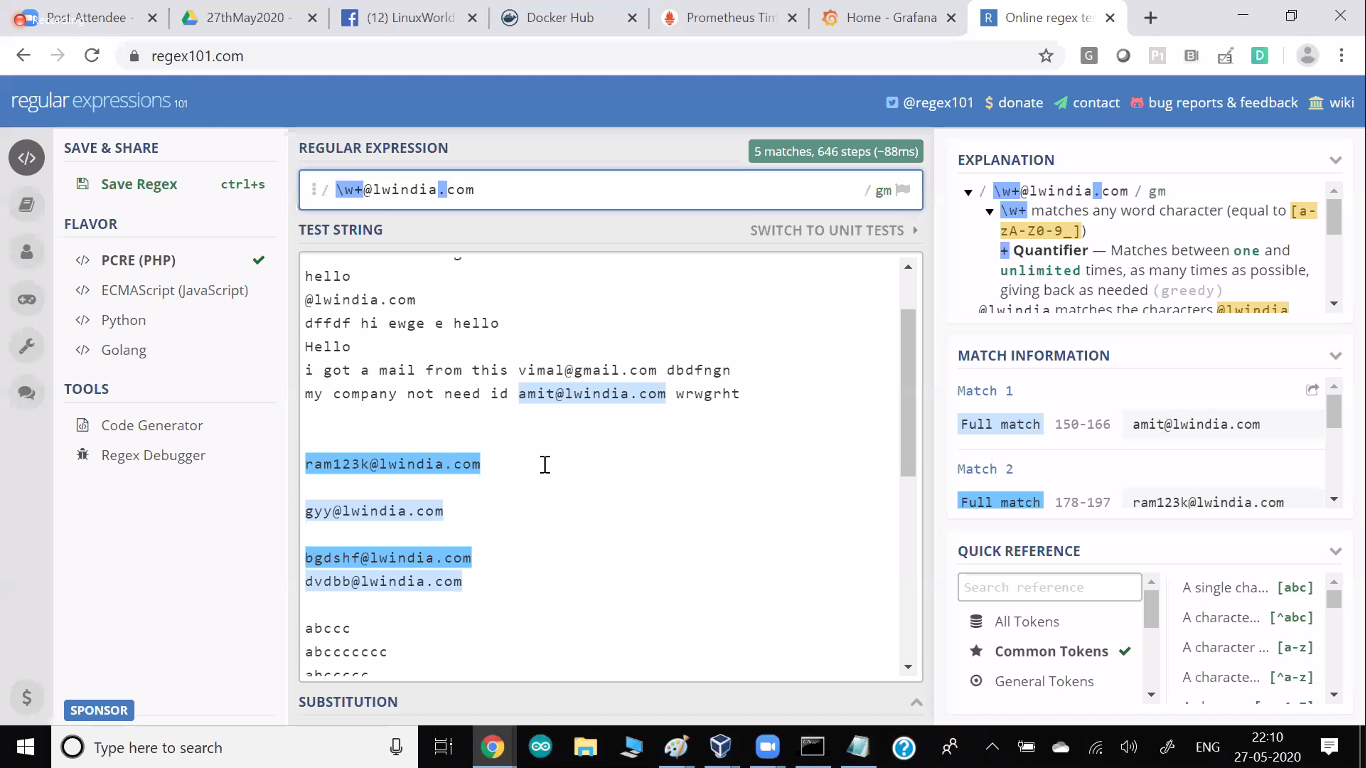 27thMay2020 -
(12) LinuxWorld
Docker Hub
Prometheus Tim
Home - Grafana
Online regex te
regex101.com
regular expressions 101
@regex101
$ donate
contact
bug reports & feedback
wiki
SAVE & SHARE
Save Regex ctrl+s
FLAVOR
</> PCRE (PHP)
</> ECMAScript (JavaScript)
</> Python
</> Golang
TOOLS
Code Generator
Regex Debugger
SPONSOR
REGULAR EXPRESSION
5 matches, 646 steps (~88ms)
/ \w+@lwindia.com / gm
TEST STRING
SWITCH TO UNIT TESTS
hello
@lwindia.com
dffdf hi ewge e hello
Hello
i got a mail from this vimal@gmail.com dbdfngn
my company not need id amit@lwindia.com wrwgrht
ram123k@lwindia.com
gyy@lwindia.com
bgdshf@lwindia.com
dvdbb@lwindia.com
abccc
abccccccc
abccccc
SUBSTITUTION
EXPLANATION
/ \w+@lwindia.com / gm
\w+ matches any word character (equal to [a-
zA-Z0-9_])
+ Quantifier — Matches between one and
unlimited times, as many times as possible,
giving back as needed (greedy)
@lwindia matches the characters @lwindia
MATCH INFORMATION
Match 1
Full match 150-166 amit@lwindia.com
Match 2
Full match 178-197 ram123k@lwindia.com
QUICK REFERENCE
Search reference
All Tokens
Common Tokens
General Tokens
A single cha... [abc]
A characte... [^abc]
A character ... [a-z]
A characte... [^a-z]
Type here to search
ENG
22:10
27-05-2020